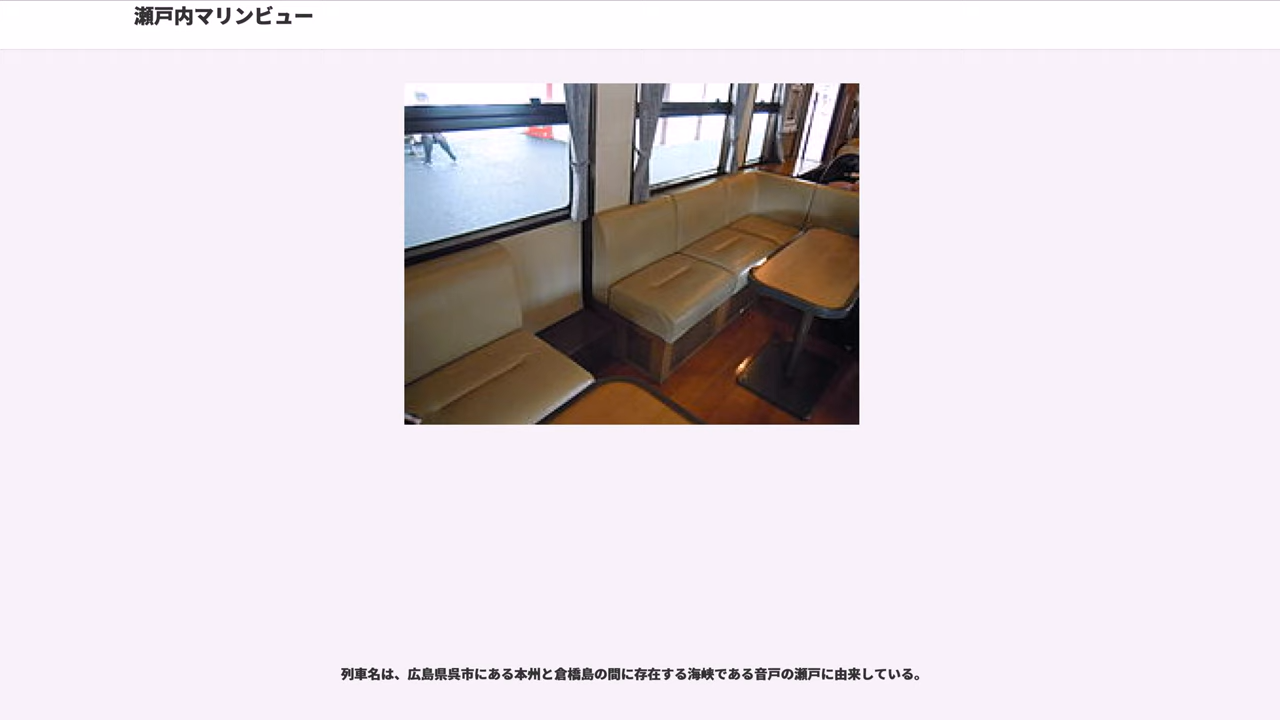 瀬戸内マリンビュー
列車名は、広島県呉市にある本州と倉橋島の間に存在する海峡である音戸の瀬戸に由来している。